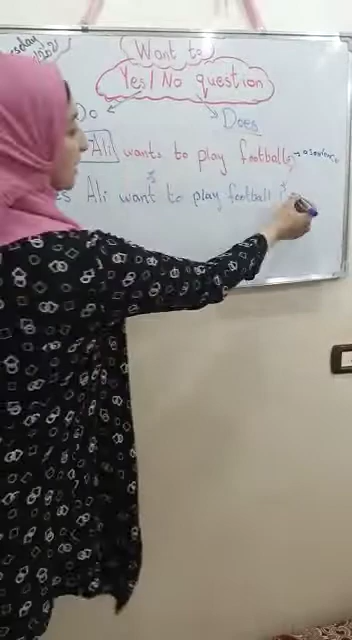 Want to
Yes/No question
Do
Does
Ali wants to play football. → a sentence
Ali want to play football